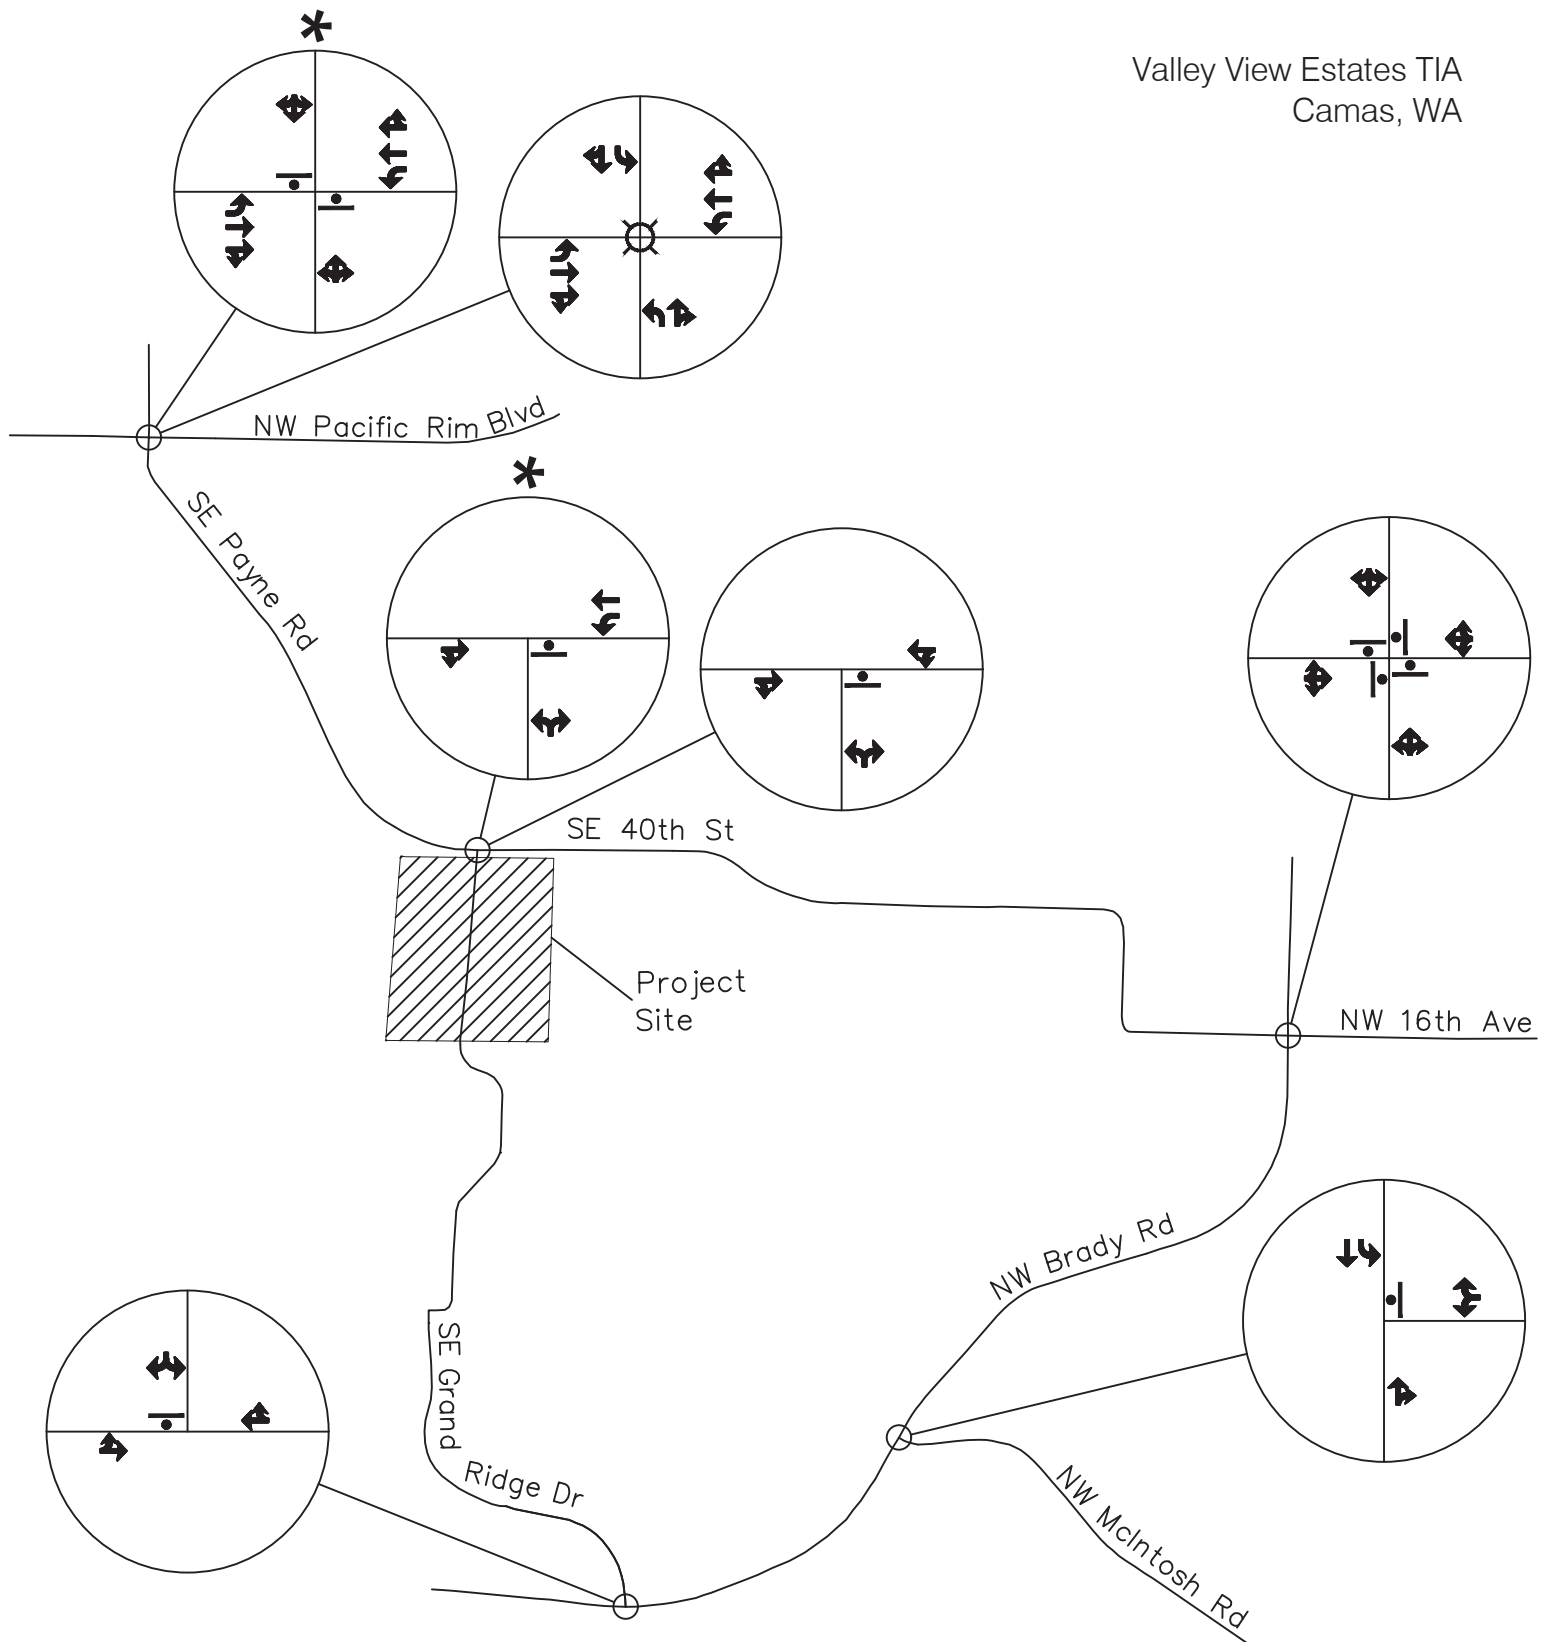 Valley View Estates TIA
Camas, WA
*
NW Pacific Rim Blvd
SE Payne Rd
*
SE 40th St
Project
Site
NW 16th Ave
NW Brady Rd
SE Grand
Ridge Dr
NW McIntosh Rd